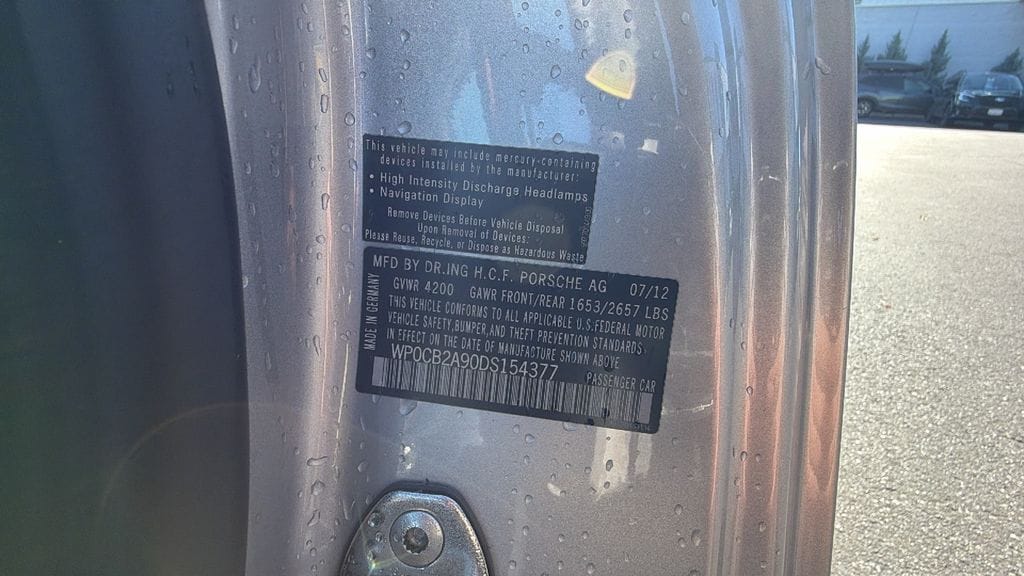 This vehicle may include mercury-containing
devices installed by the manufacturer:
• High Intensity Discharge Headlamps
• Navigation Display
Remove Devices Before Vehicle Disposal
Upon Removal of Devices:
Please Reuse, Recycle, or Dispose as Hazardous Waste
MFD BY DR.ING H.C.F. PORSCHE AG 07/12
GVWR 4200 GAWR FRONT/REAR 1653/2657 LBS
THIS VEHICLE CONFORMS TO ALL APPLICABLE U.S.FEDERAL MOTOR
VEHICLE SAFETY,BUMPER,AND THEFT PREVENTION STANDARDS
IN EFFECT ON THE DATE OF MANUFACTURE SHOWN ABOVE
WP0CB2A90DS154377 PASSENGER CAR
MADE IN GERMANY